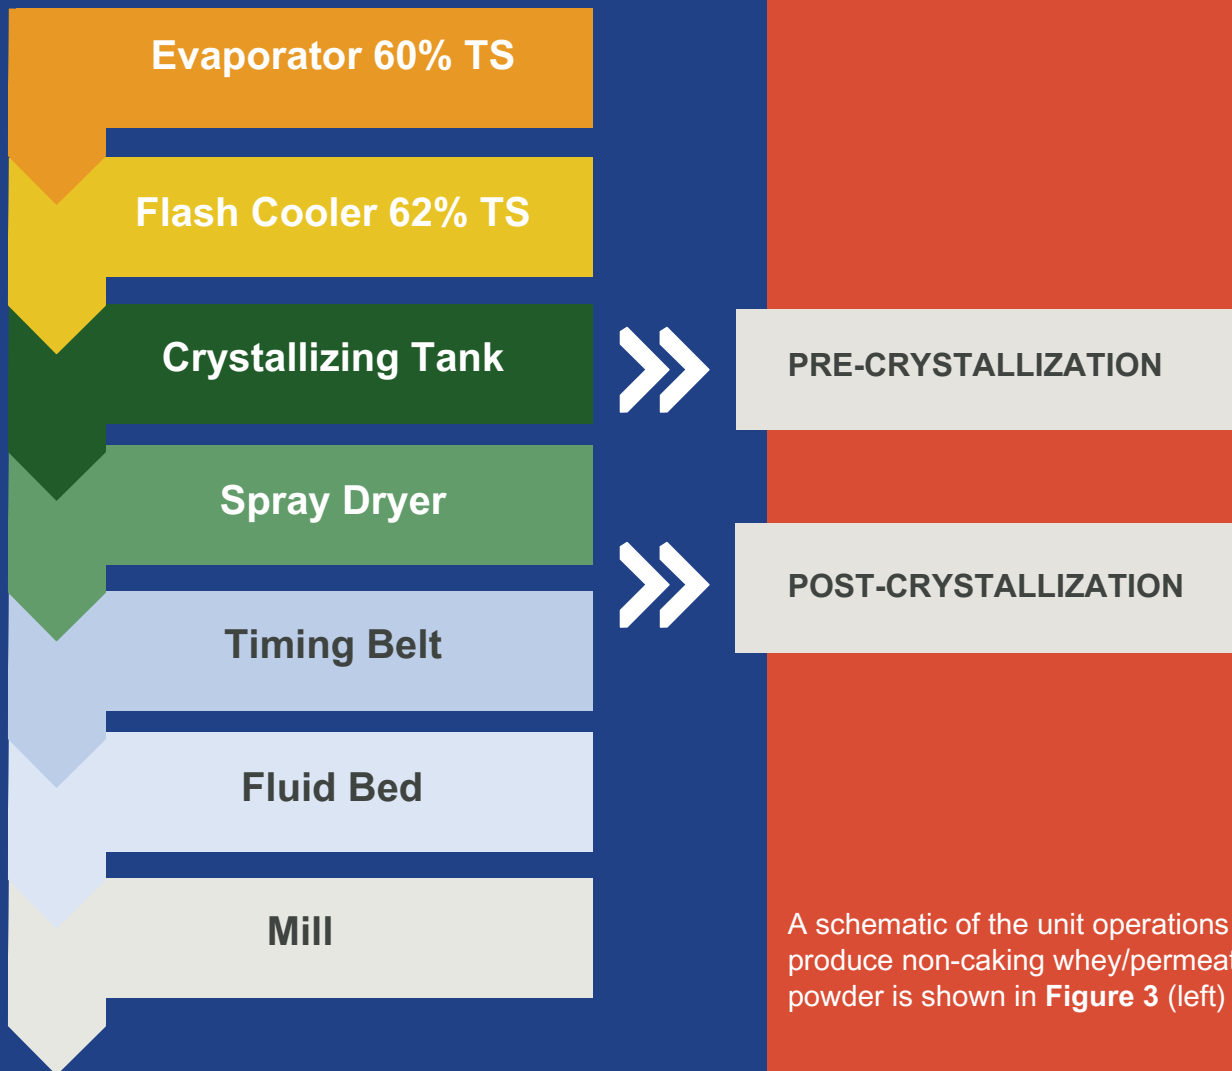 Evaporator 60% TS
Flash Cooler 62% TS
Crystallizing Tank
PRE-CRYSTALLIZATION
Spray Dryer
POST-CRYSTALLIZATION
Timing Belt
Fluid Bed
Mill
A schematic of the unit operations
produce non-caking whey/permeat
powder is shown in Figure 3 (left)